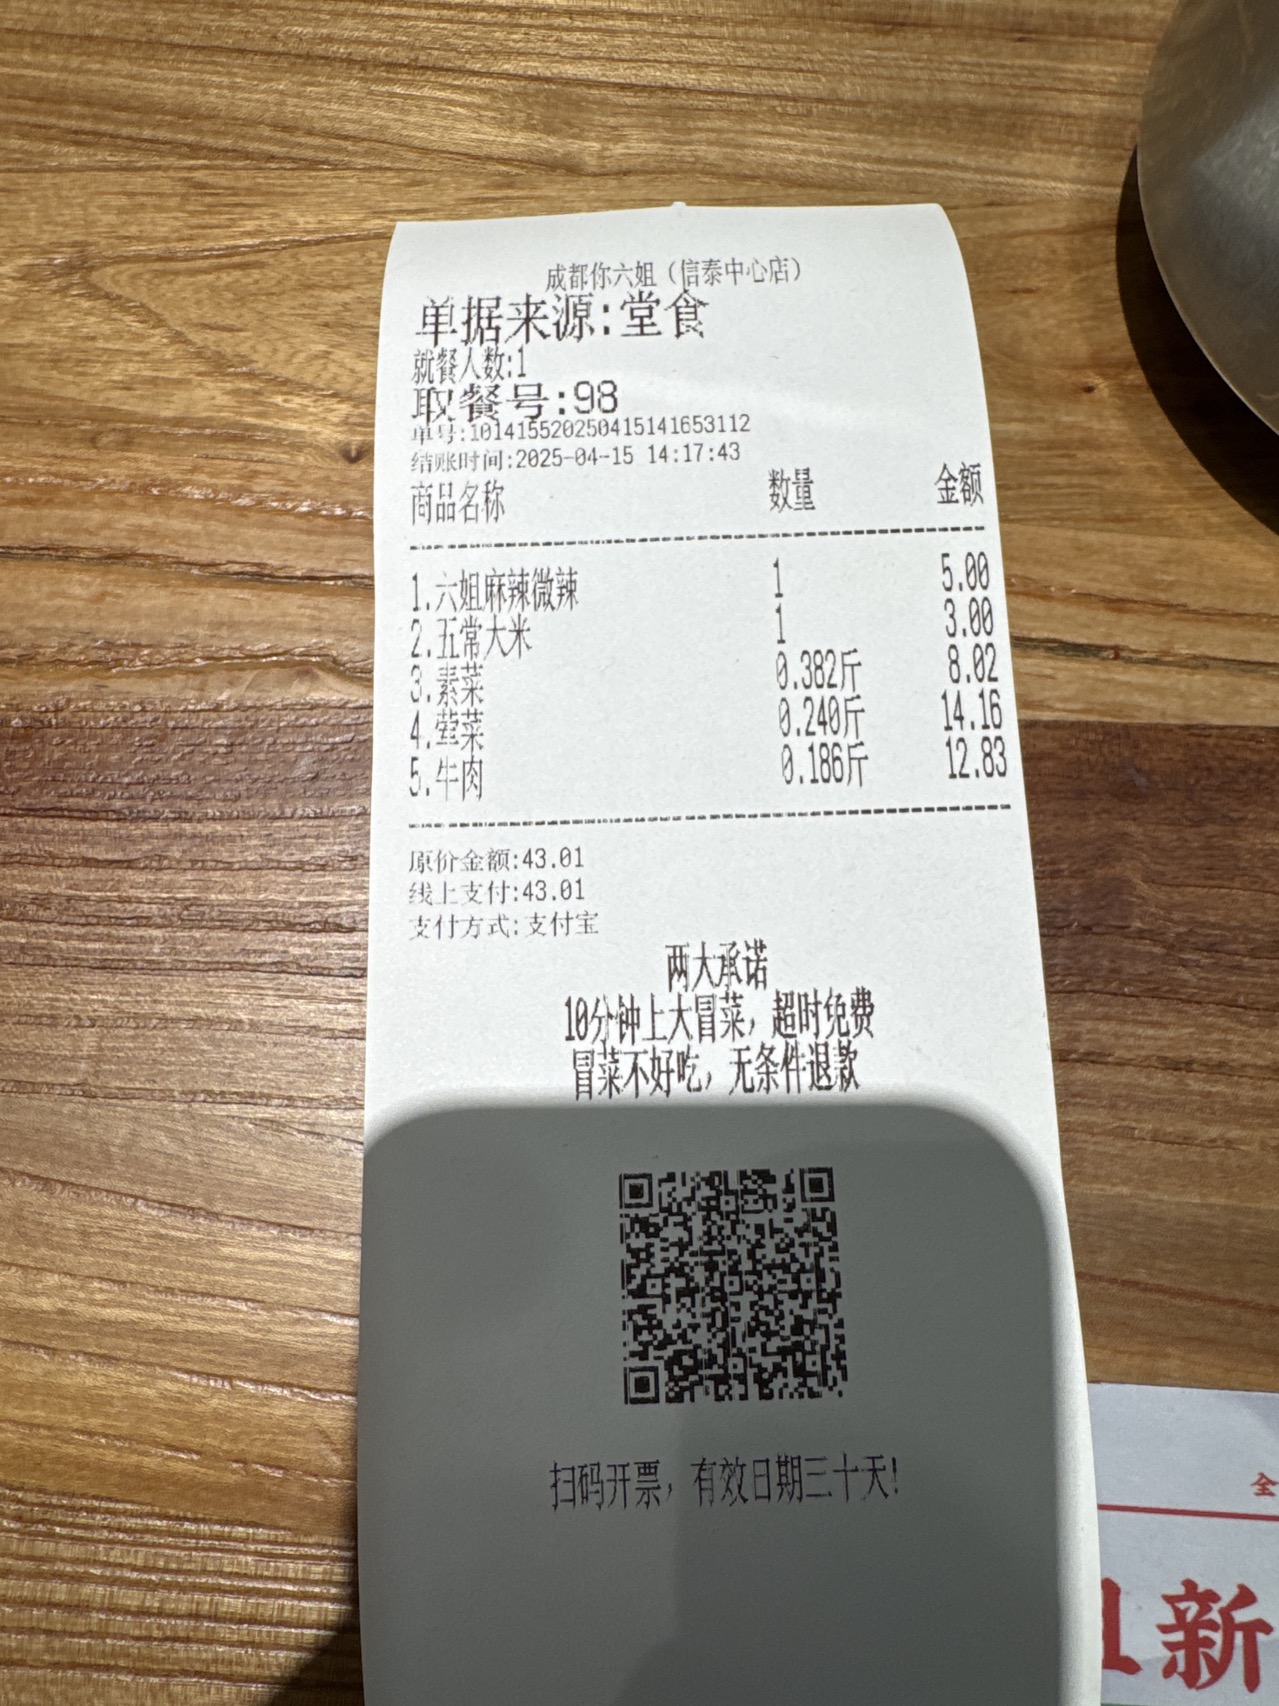 成都你六姐（信泰中心店）
单据来源:堂食
就餐人数:1
取餐号:98
单号:10141552025041514165​3112
结账时间:2025-04-15 14:17:43
商品名称 数量 金额
1.六姐麻辣微辣 1 5.00
2.五常大米 1 3.00
3.素菜 0.382斤 8.02
4.荤菜 0.240斤 14.16
5.牛肉 0.186斤 12.83
原价金额:43.01
线上支付:43.01
支付方式:支付宝
两大承诺
10分钟上大冒菜，超时免费
冒菜不好吃，无条件退款
扫码开票，有效日期三十天!
全
新